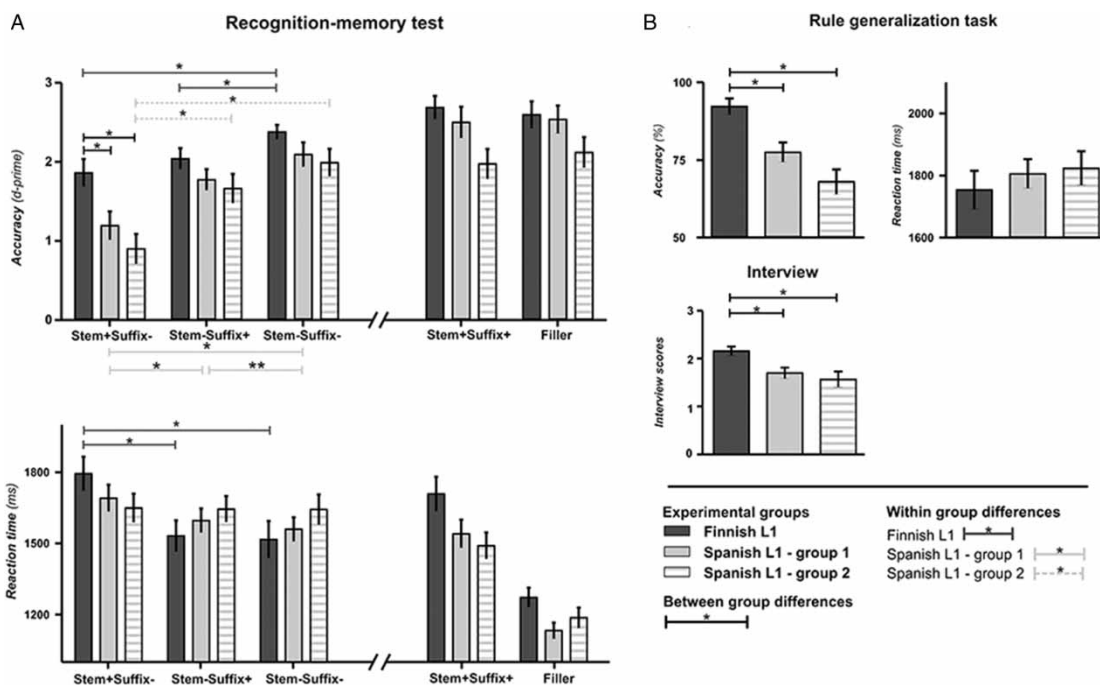 A
Recognition-memory test
Accuracy (d-prime)
3
2
1
0
*
*
*
*
*
*
*
Stem+Suffix-
Stem-Suffix+
Stem-Suffix-
Stem+Suffix+
Filler
*
*
**
Reaction time (ms)
1800
1500
1200
*
*
Stem+Suffix-
Stem-Suffix+
Stem-Suffix-
Stem+Suffix+
Filler
B
Rule generalization task
Accuracy (%)
100
75
50
*
*
Reaction time (ms)
2000
1800
1600
Interview
Interview scores
3
2
1
0
*
*
Experimental groups
Finnish L1
Spanish L1 - group 1
Spanish L1 - group 2
Between group differences
*
Within group differences
Finnish L1 *
Spanish L1 - group 1 *
Spanish L1 - group 2 *